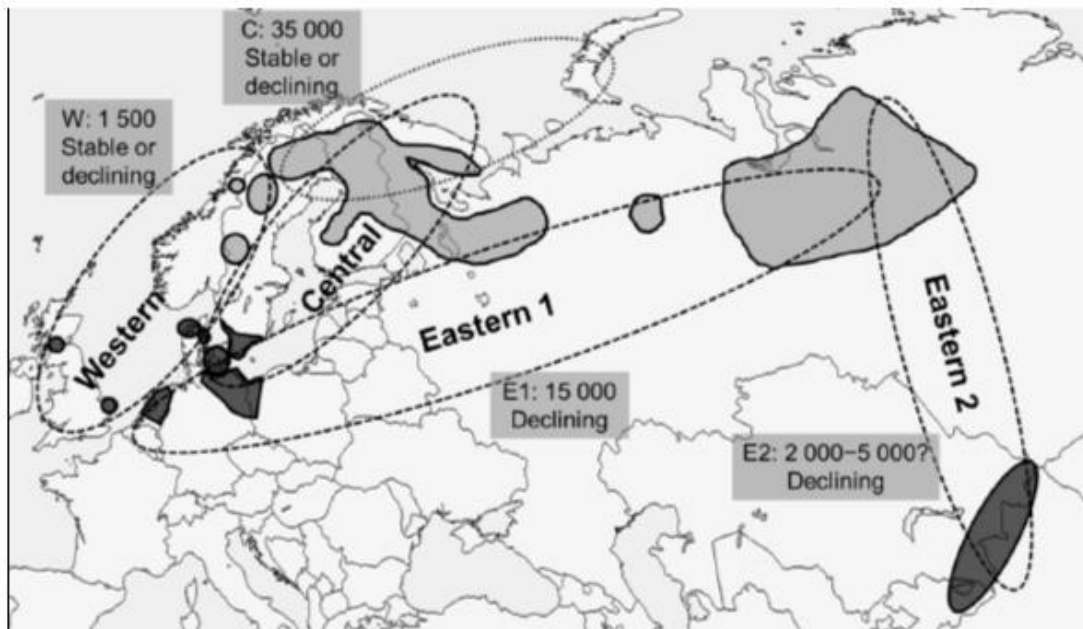 C: 35 000
Stable or
declining
W: 1 500
Stable or
declining
Western
Central
Eastern 1
Eastern 2
E1: 15 000
Declining
E2: 2 000–5 000?
Declining